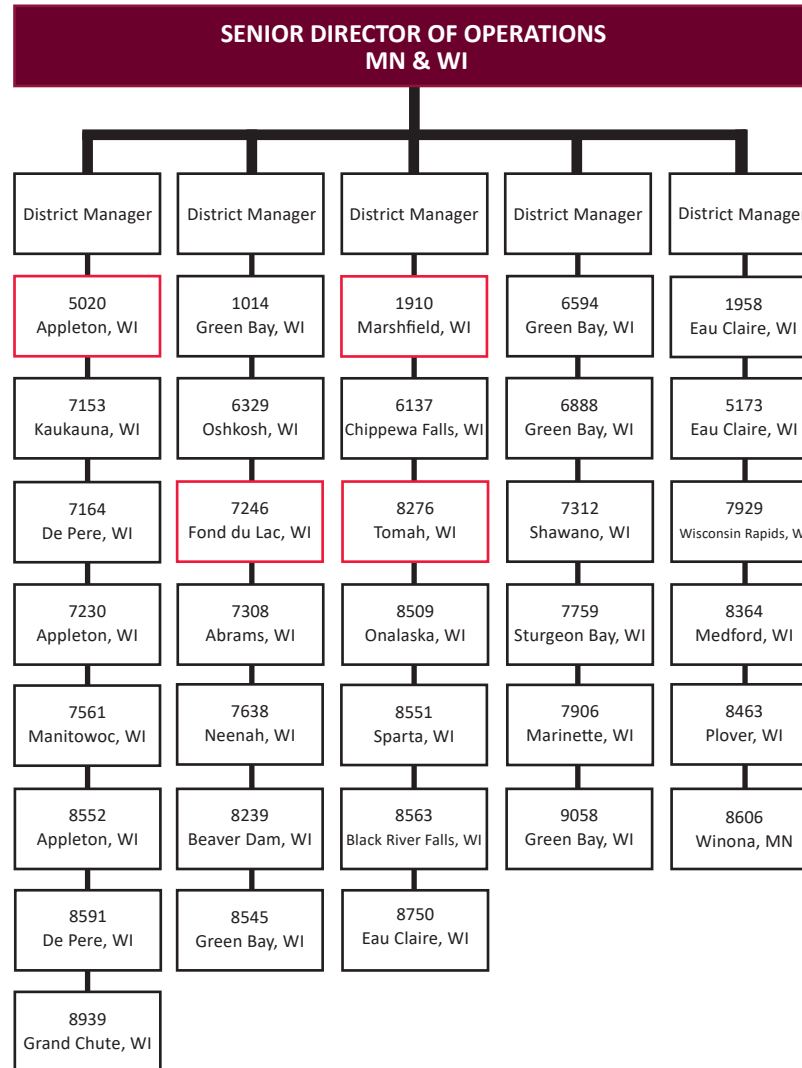 SENIOR DIRECTOR OF OPERATIONS
MN & WI
District Manager
5020
Appleton, WI
7153
Kaukauna, WI
7164
De Pere, WI
7230
Appleton, WI
7561
Manitowoc, WI
8552
Appleton, WI
8591
De Pere, WI
8939
Grand Chute, WI
District Manager
1014
Green Bay, WI
6329
Oshkosh, WI
7246
Fond du Lac, WI
7308
Abrams, WI
7638
Neenah, WI
8239
Beaver Dam, WI
8545
Green Bay, WI
District Manager
1910
Marshfield, WI
6137
Chippewa Falls, WI
8276
Tomah, WI
8509
Onalaska, WI
8551
Sparta, WI
8563
Black River Falls, WI
8750
Eau Claire, WI
District Manager
6594
Green Bay, WI
6888
Green Bay, WI
7312
Shawano, WI
7759
Sturgeon Bay, WI
7906
Marinette, WI
9058
Green Bay, WI
District Manager
1958
Eau Claire, WI
5173
Eau Claire, WI
7929
Wisconsin Rapids, W
8364
Medford, WI
8463
Plover, WI
8606
Winona, MN